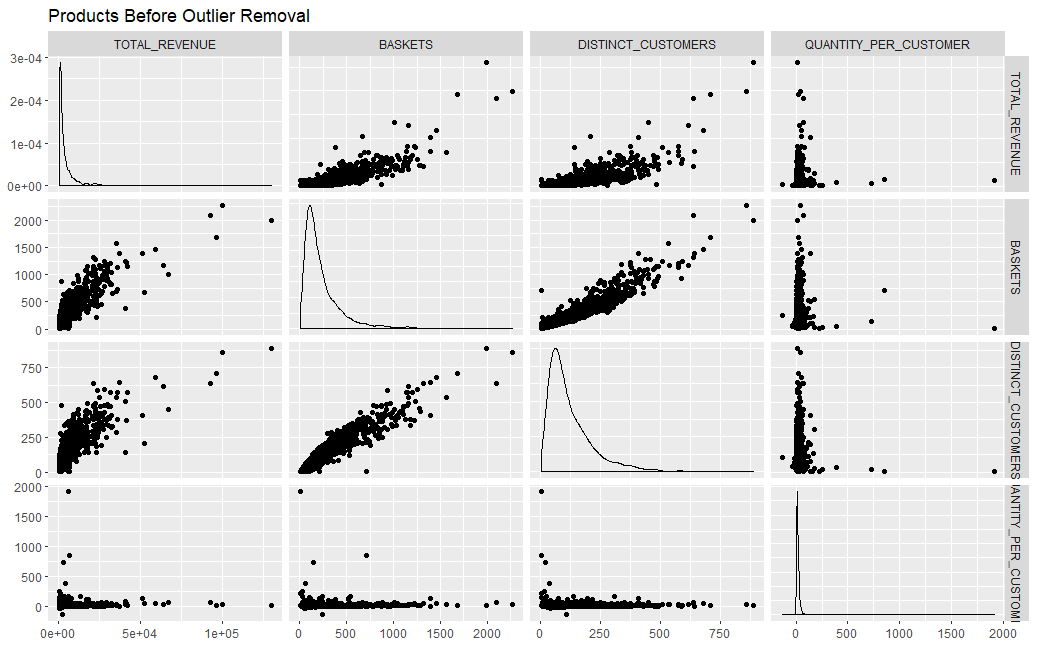 Products Before Outlier Removal
TOTAL_REVENUE BASKETS DISTINCT_CUSTOMERS QUANTITY_PER_CUSTOMER
3e-04
2e-04
1e-04
0e+00
TOTAL_REVENUE
2000
1500
1000
500
0
BASKETS
750
500
250
0
DISTINCT_CUSTOMERS
2000
1500
1000
500
0
ANTITY_PER_CUSTOM
0e+00 5e+04 1e+05 0 500 1000 1500 2000 0 250 500 750 0 500 1000 1500 2000